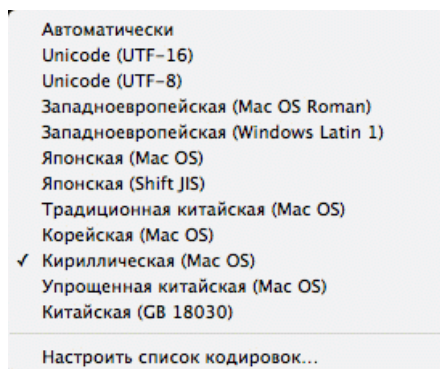 Автоматически
Unicode (UTF-16)
Unicode (UTF-8)
Западноевропейская (Mac OS Roman)
Западноевропейская (Windows Latin 1)
Японская (Mac OS)
Японская (Shift JIS)
Традиционная китайская (Mac OS)
Корейская (Mac OS)
✓ Кириллическая (Mac OS)
Упрощенная китайская (Mac OS)
Китайская (GB 18030)
Настроить список кодировок...